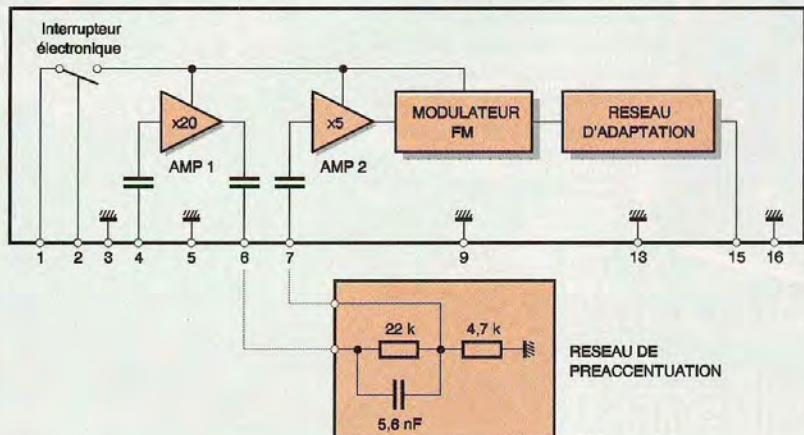 Interrupteur
électronique
x20
AMP 1
x5
AMP 2
MODULATEUR
FM
RESEAU
D'ADAPTATION
1 2 3 4 5 6 7 9 13 15 16
22 k 4,7 k
5,6 nF
RESEAU DE
PREACCENTUATION